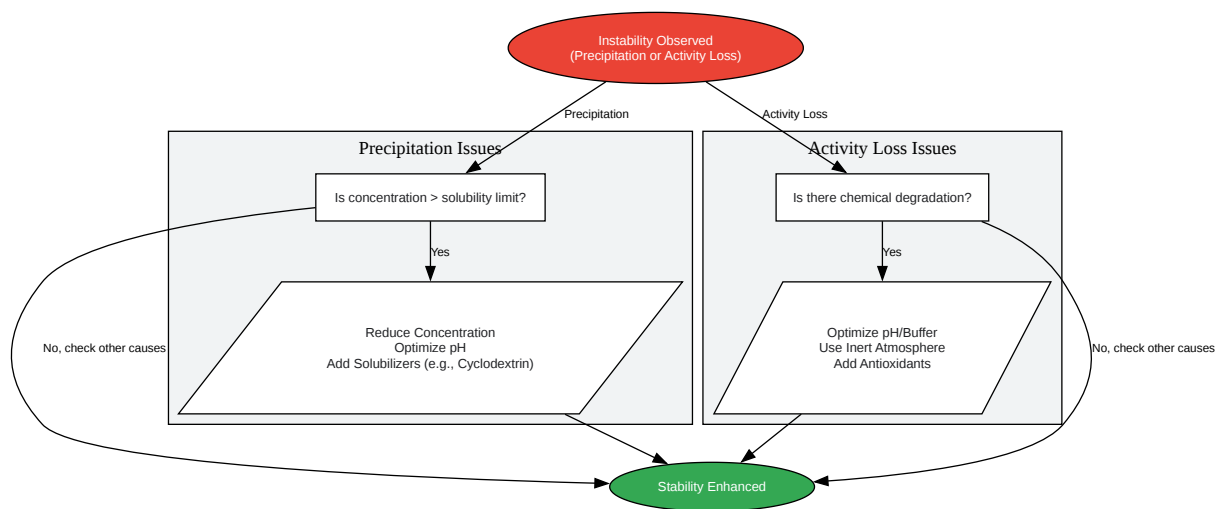 Instability Observed
(Precipitation or Activity Loss)
Precipitation
Activity Loss
Precipitation Issues
Activity Loss Issues
Is concentration > solubility limit?
Is there chemical degradation?
Yes
Yes
Reduce Concentration
Optimize pH
Add Solubilizers (e.g., Cyclodextrin)
Optimize pH/Buffer
Use Inert Atmosphere
Add Antioxidants
No, check other causes
No, check other causes
Stability Enhanced